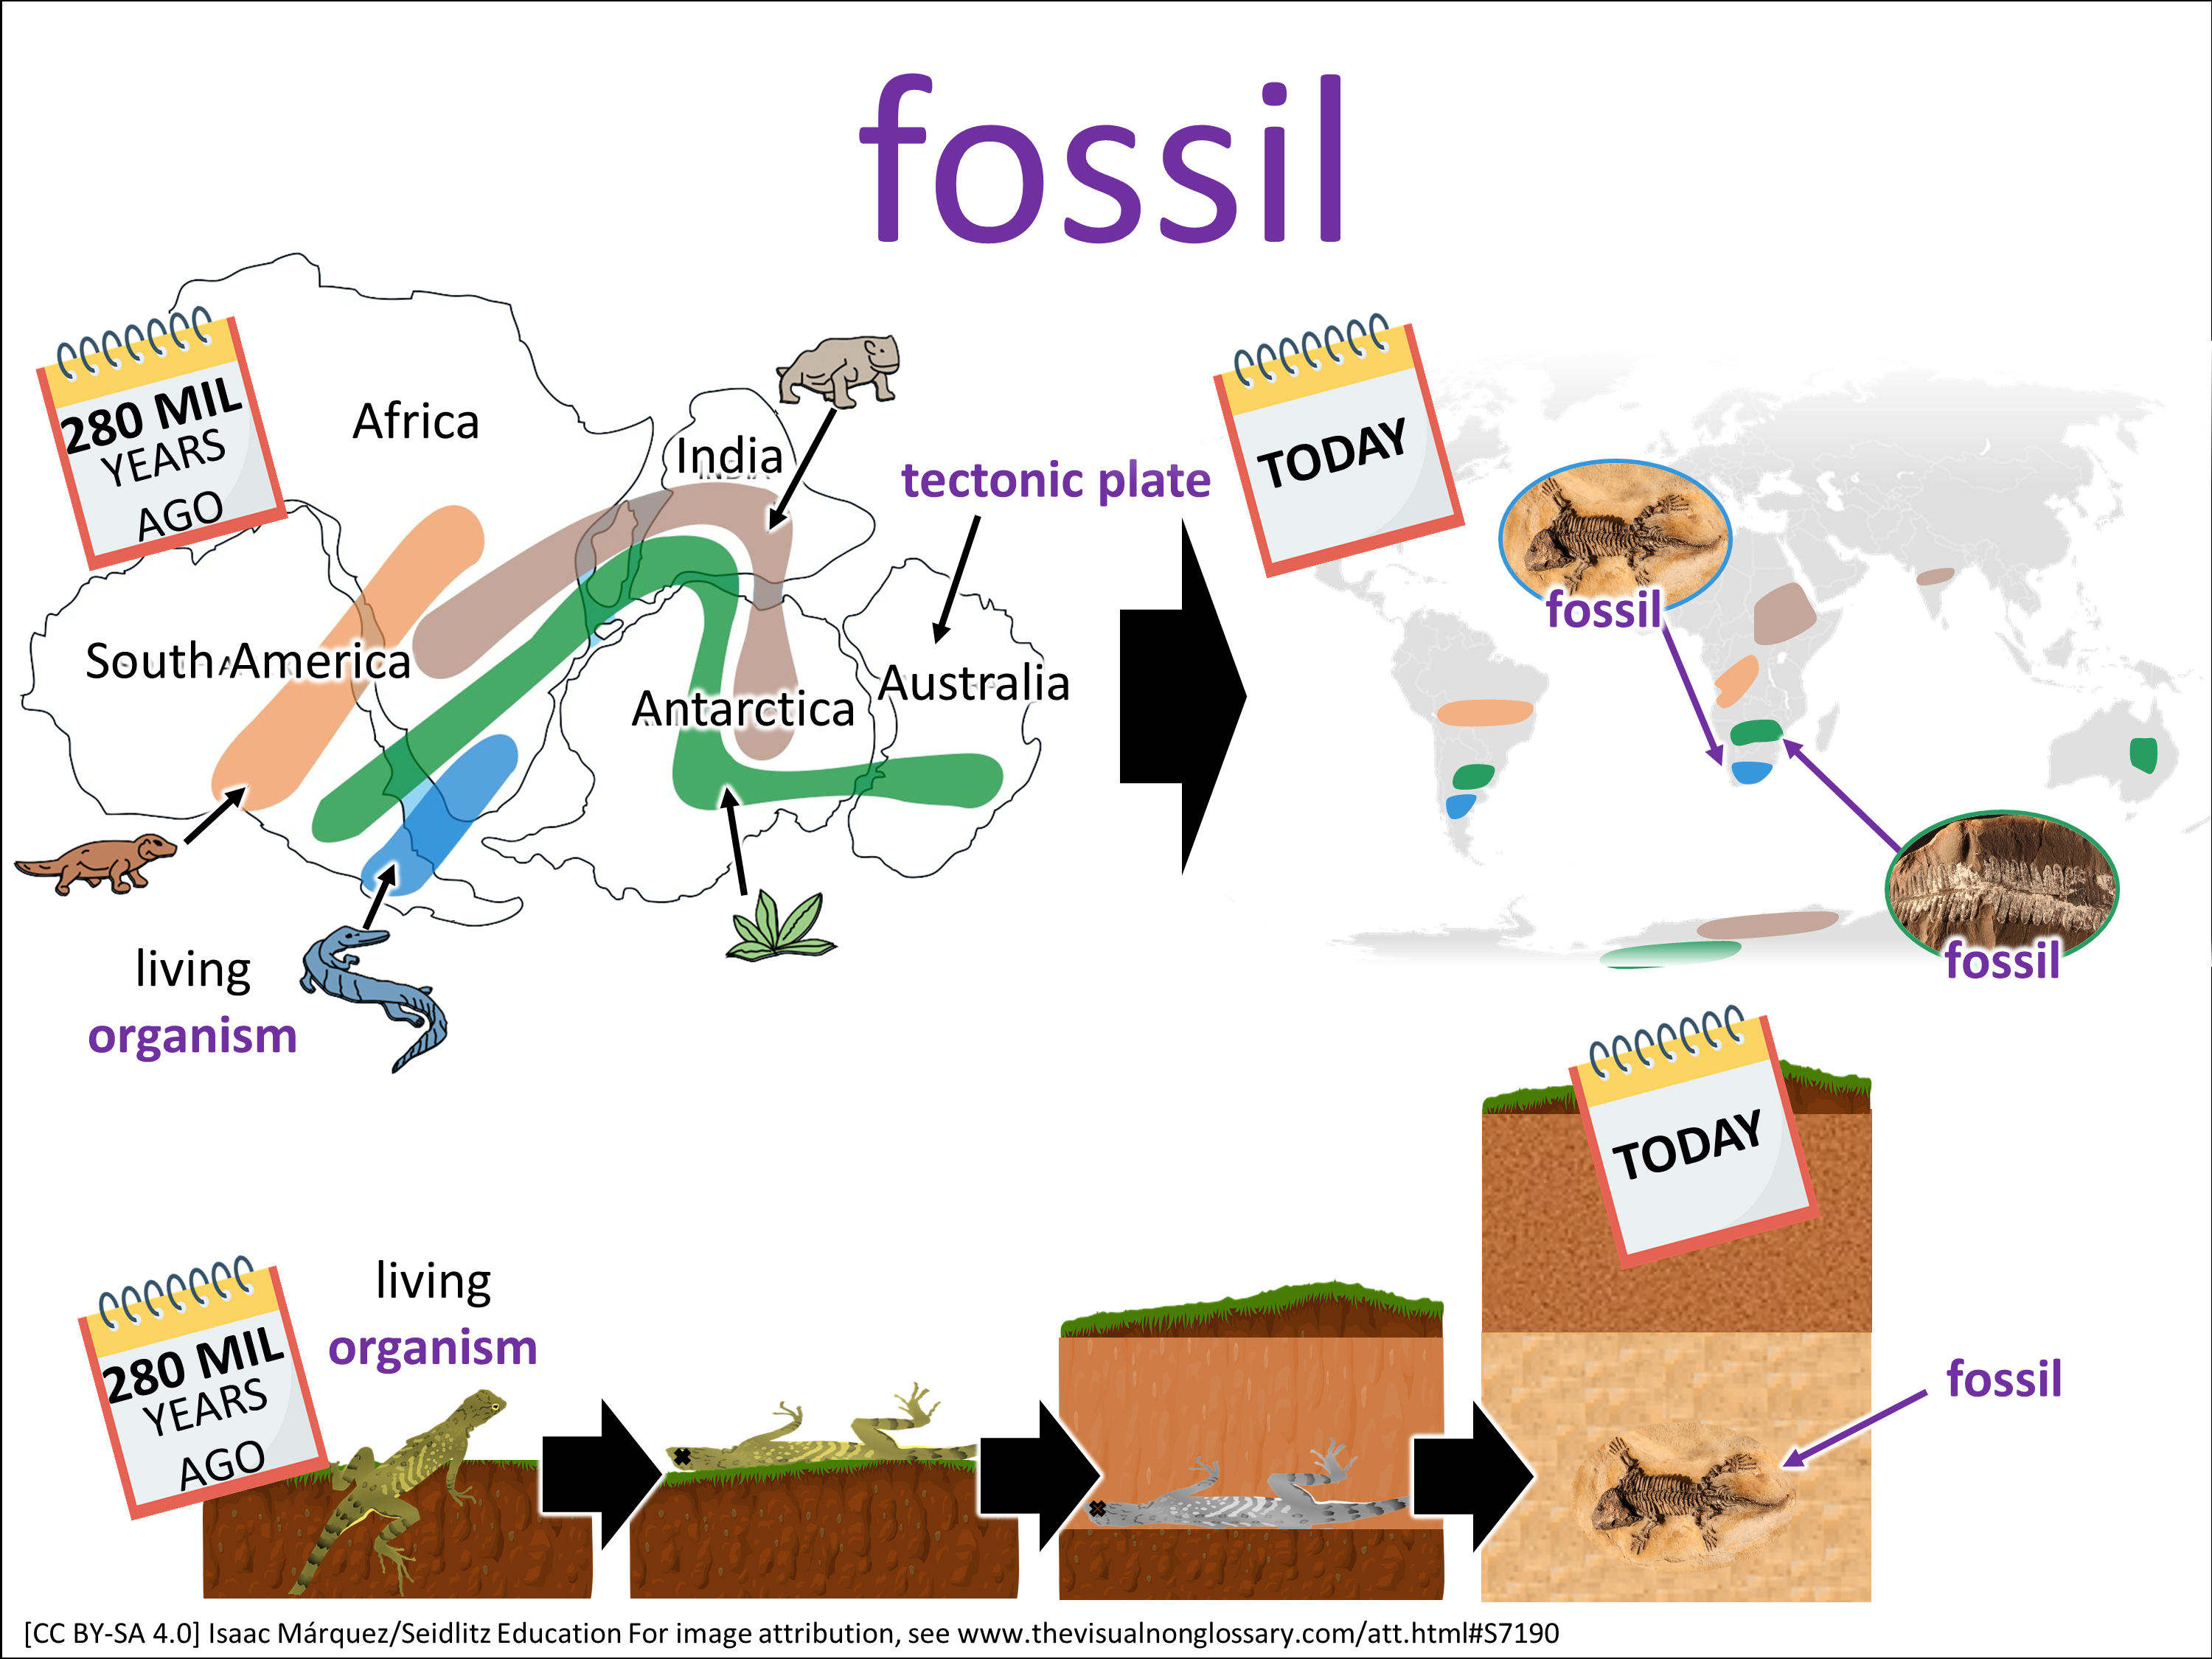 fossil
280 MIL
YEARS
AGO
Africa
India
tectonic plate
South America
Antarctica
Australia
living
organism
TODAY
fossil
fossil
280 MIL
YEARS
AGO
living
organism
TODAY
fossil
[CC BY-SA 4.0] Isaac Márquez/Seidlitz Education For image attribution, see www.thevisualnonglossary.com/att.html#S7190